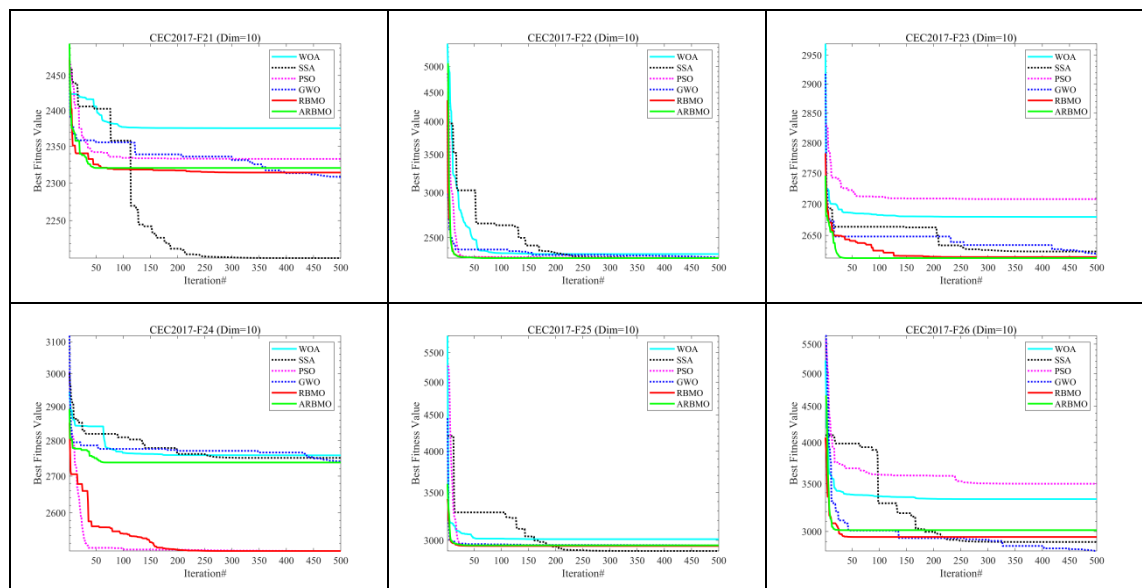 CEC2017-F21 (Dim=10)
Best Fitness Value
2450
2400
2350
2300
2250
50 100 150 200 250 300 350 400 450 500
Iteration#
WOA
SSA
PSO
GWO
RBMO
ARBMO
CEC2017-F22 (Dim=10)
Best Fitness Value
5000
4000
3500
3000
2500
50 100 150 200 250 300 350 400 450 500
Iteration#
WOA
SSA
PSO
GWO
RBMO
ARBMO
CEC2017-F23 (Dim=10)
Best Fitness Value
2950
2900
2850
2800
2750
2700
2650
50 100 150 200 250 300 350 400 450 500
Iteration#
WOA
SSA
PSO
GWO
RBMO
ARBMO
CEC2017-F24 (Dim=10)
Best Fitness Value
3100
3000
2800
2700
2600
50 100 150 200 250 300 350 400 450 500
Iteration#
WOA
SSA
PSO
GWO
RBMO
ARBMO
CEC2017-F25 (Dim=10)
Best Fitness Value
5500
5000
4500
4000
3500
3000
50 100 150 200 250 300 350 400 450 500
Iteration#
WOA
SSA
PSO
GWO
RBMO
ARBMO
CEC2017-F26 (Dim=10)
Best Fitness Value
5500
5000
4000
3500
3000
50 100 150 200 250 300 350 400 450 500
Iteration#
WOA
SSA
PSO
GWO
RBMO
ARBMO